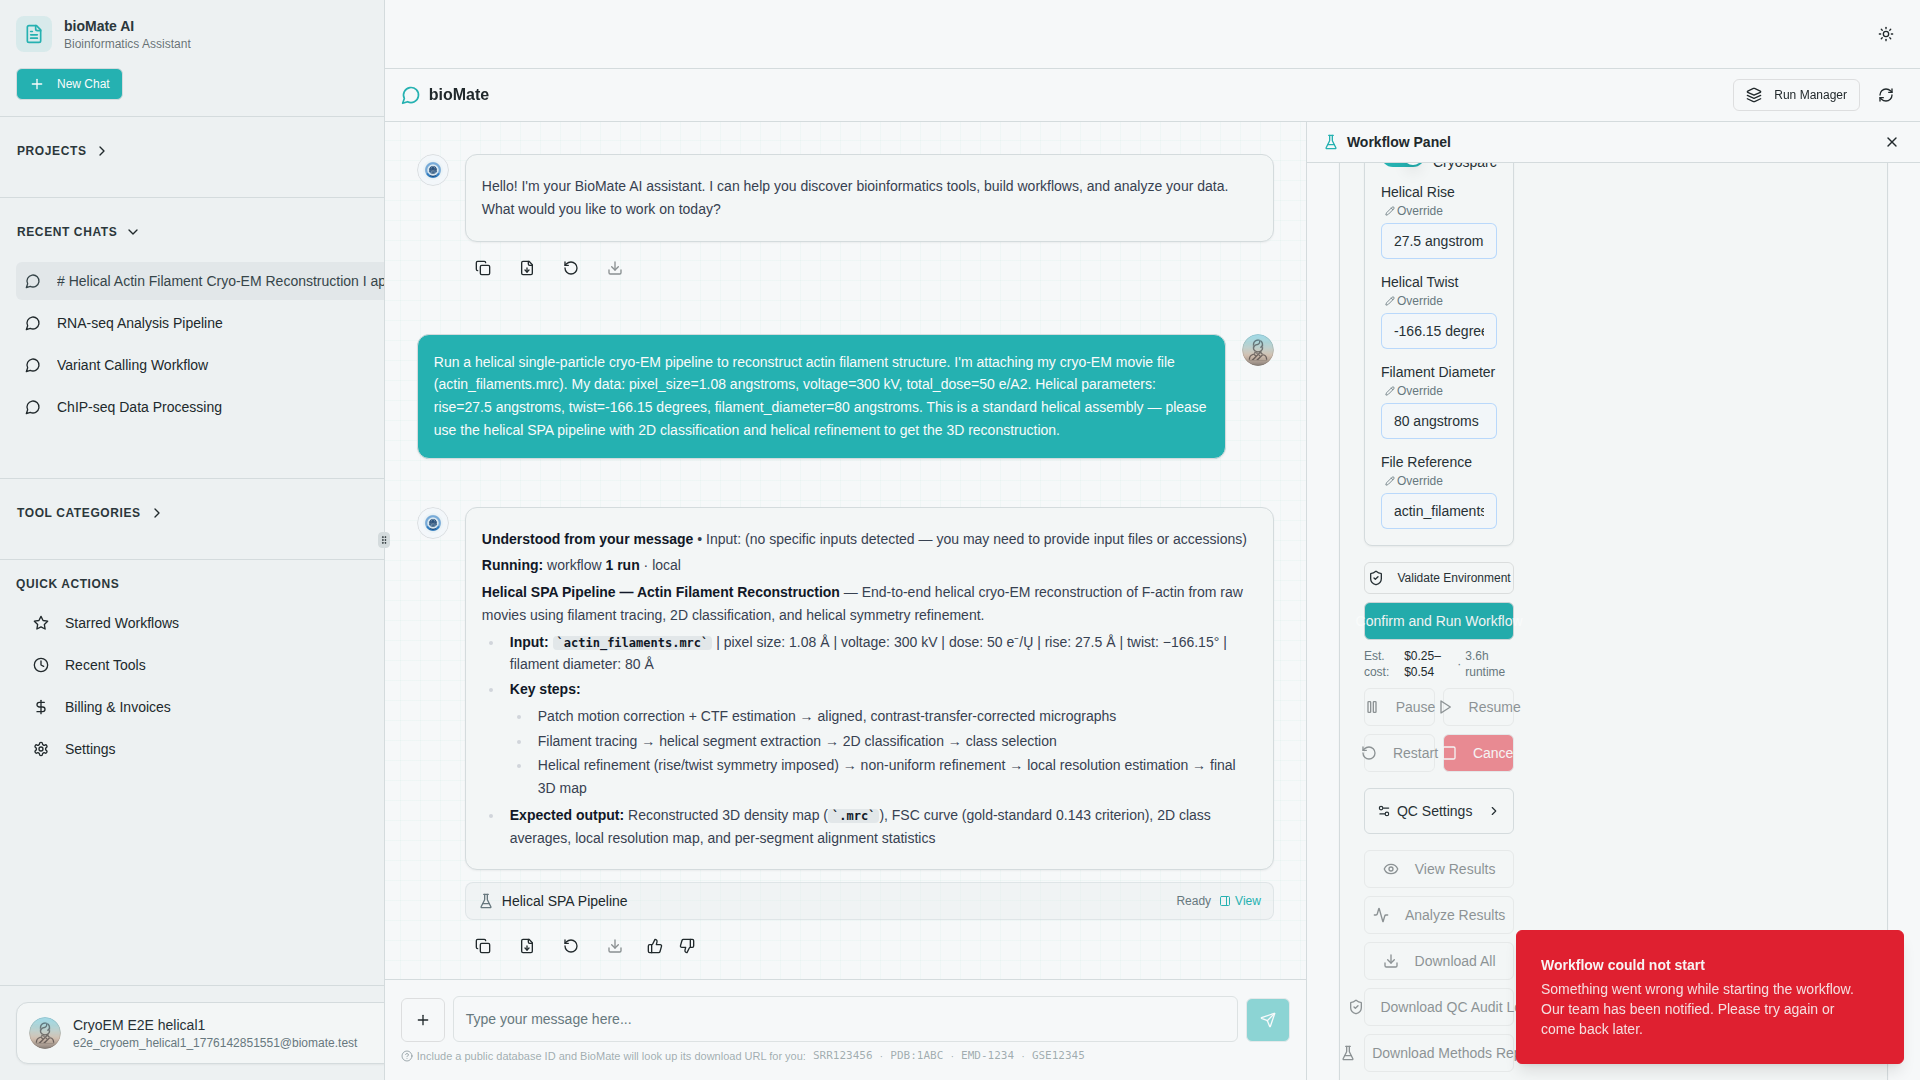 bioMate AI
Bioinformatics Assistant
New Chat
PROJECTS
RECENT CHATS
# Helical Actin Filament Cryo-EM Reconstruction I ap
RNA-seq Analysis Pipeline
Variant Calling Workflow
ChIP-seq Data Processing
TOOL CATEGORIES
QUICK ACTIONS
Starred Workflows
Recent Tools
Billing & Invoices
Settings
CryoEM E2E helical1
e2e_cryoem_helical1_1776142851551@biomate.test
bioMate
Run Manager
Hello! I'm your BioMate AI assistant. I can help you discover bioinformatics tools, build workflows, and analyze your data.
What would you like to work on today?
Run a helical single-particle cryo-EM pipeline to reconstruct actin filament structure. I'm attaching my cryo-EM movie file
(actin_filaments.mrc). My data: pixel_size=1.08 angstroms, voltage=300 kV, total_dose=50 e/A2. Helical parameters:
rise=27.5 angstroms, twist=-166.15 degrees, filament_diameter=80 angstroms. This is a standard helical assembly — please
use the helical SPA pipeline with 2D classification and helical refinement to get the 3D reconstruction.
Understood from your message • Input: (no specific inputs detected — you may need to provide input files or accessions)
Running: workflow 1 run · local
Helical SPA Pipeline — Actin Filament Reconstruction — End-to-end helical cryo-EM reconstruction of F-actin from raw
movies using filament tracing, 2D classification, and helical symmetry refinement.
Input: `actin_filaments.mrc` | pixel size: 1.08 Å | voltage: 300 kV | dose: 50 e⁻/Ų | rise: 27.5 Å | twist: −166.15° |
filament diameter: 80 Å
Key steps:
Patch motion correction + CTF estimation → aligned, contrast-transfer-corrected micrographs
Filament tracing → helical segment extraction → 2D classification → class selection
Helical refinement (rise/twist symmetry imposed) → non-uniform refinement → local resolution estimation → final
3D map
Expected output: Reconstructed 3D density map (`.mrc`), FSC curve (gold-standard 0.143 criterion), 2D class
averages, local resolution map, and per-segment alignment statistics
Helical SPA Pipeline
Ready
View
Type your message here...
Include a public database ID and BioMate will look up its download URL for you: SRR123456 · PDB:1ABC · EMD-1234 · GSE12345
Workflow Panel
Cryosparc
Helical Rise
Override
27.5 angstrom
Helical Twist
Override
-166.15 degree
Filament Diameter
Override
80 angstroms
File Reference
Override
actin_filaments
Validate Environment
onfirm and Run Workflo
Est. cost: $0.25–$0.54 · 3.6h runtime
Pause
Resume
Restart
Cance
QC Settings
View Results
Analyze Results
Download All
Download QC Audit Lo
Download Methods Rep
Workflow could not start
Something went wrong while starting the workflow.
Our team has been notified. Please try again or
come back later.